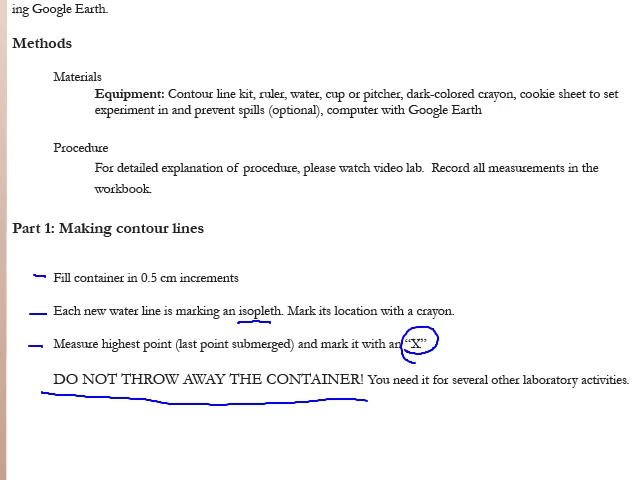 ing Google Earth.
Methods
Materials
Equipment: Contour line kit, ruler, water, cup or pitcher, dark-colored crayon, cookie sheet to set
experiment in and prevent spills (optional), computer with Google Earth
Procedure
For detailed explanation of procedure, please watch video lab. Record all measurements in the
workbook.
Part 1: Making contour lines
Fill container in 0.5 cm increments
Each new water line is marking an isopleth. Mark its location with a crayon.
Measure highest point (last point submerged) and mark it with an “X”
DO NOT THROW AWAY THE CONTAINER! You need it for several other laboratory activities.